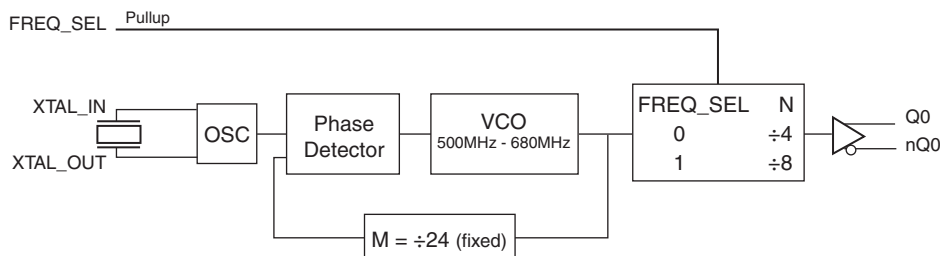 FREQ_SEL Pullup
XTAL_IN
XTAL_OUT
OSC
Phase
Detector
VCO
500MHz - 680MHz
FREQ_SEL N
0 ÷4
1 ÷8
Q0
nQ0
M = ÷24 (fixed)